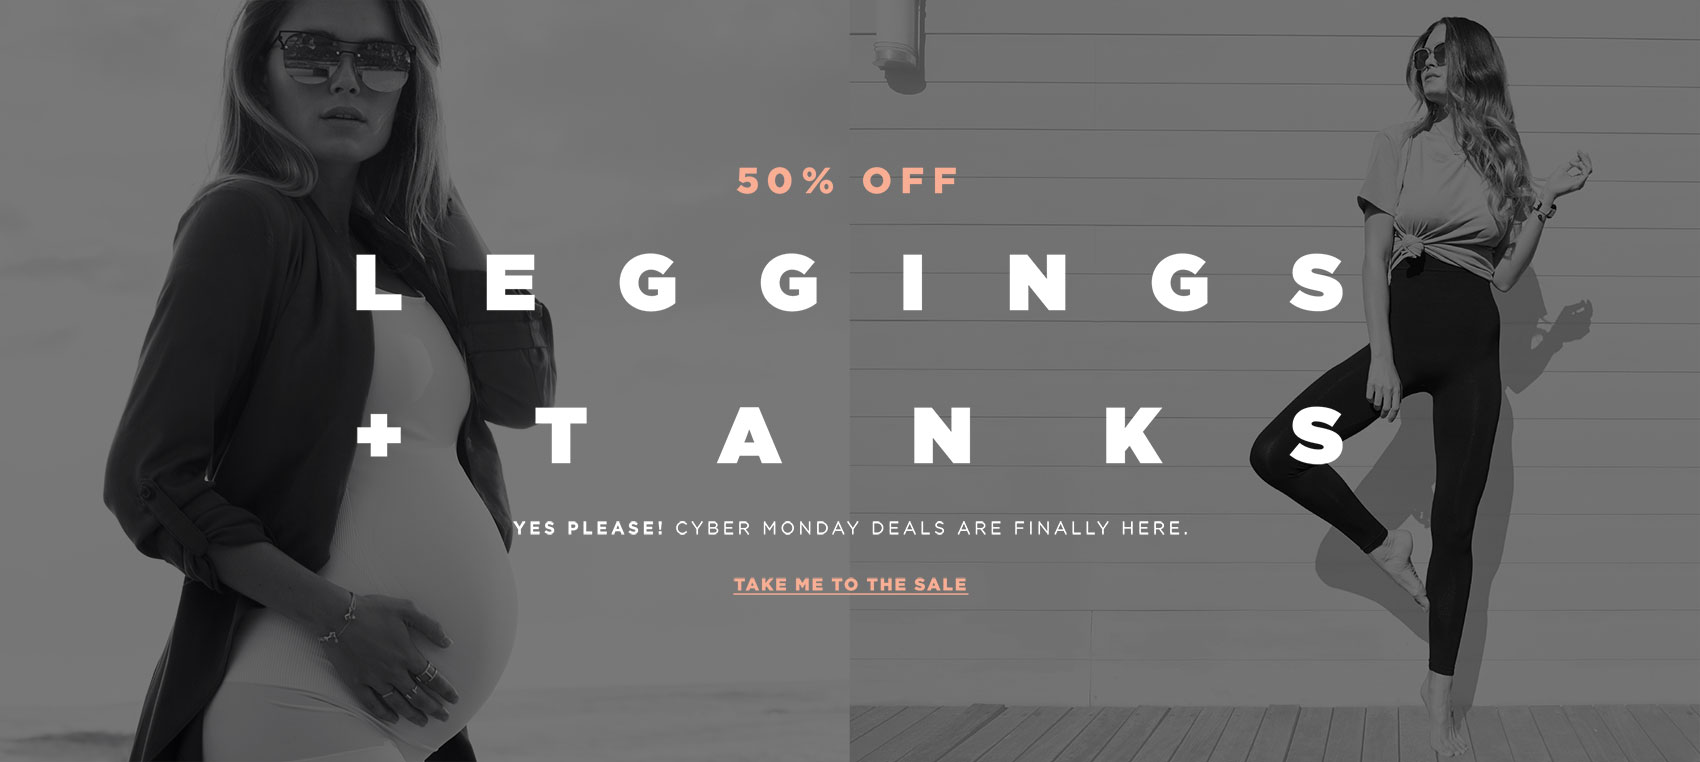 50% OFF
LEGGINGS
+ TANKS
YES PLEASE! CYBER MONDAY DEALS ARE FINALLY HERE.
TAKE ME TO THE SALE